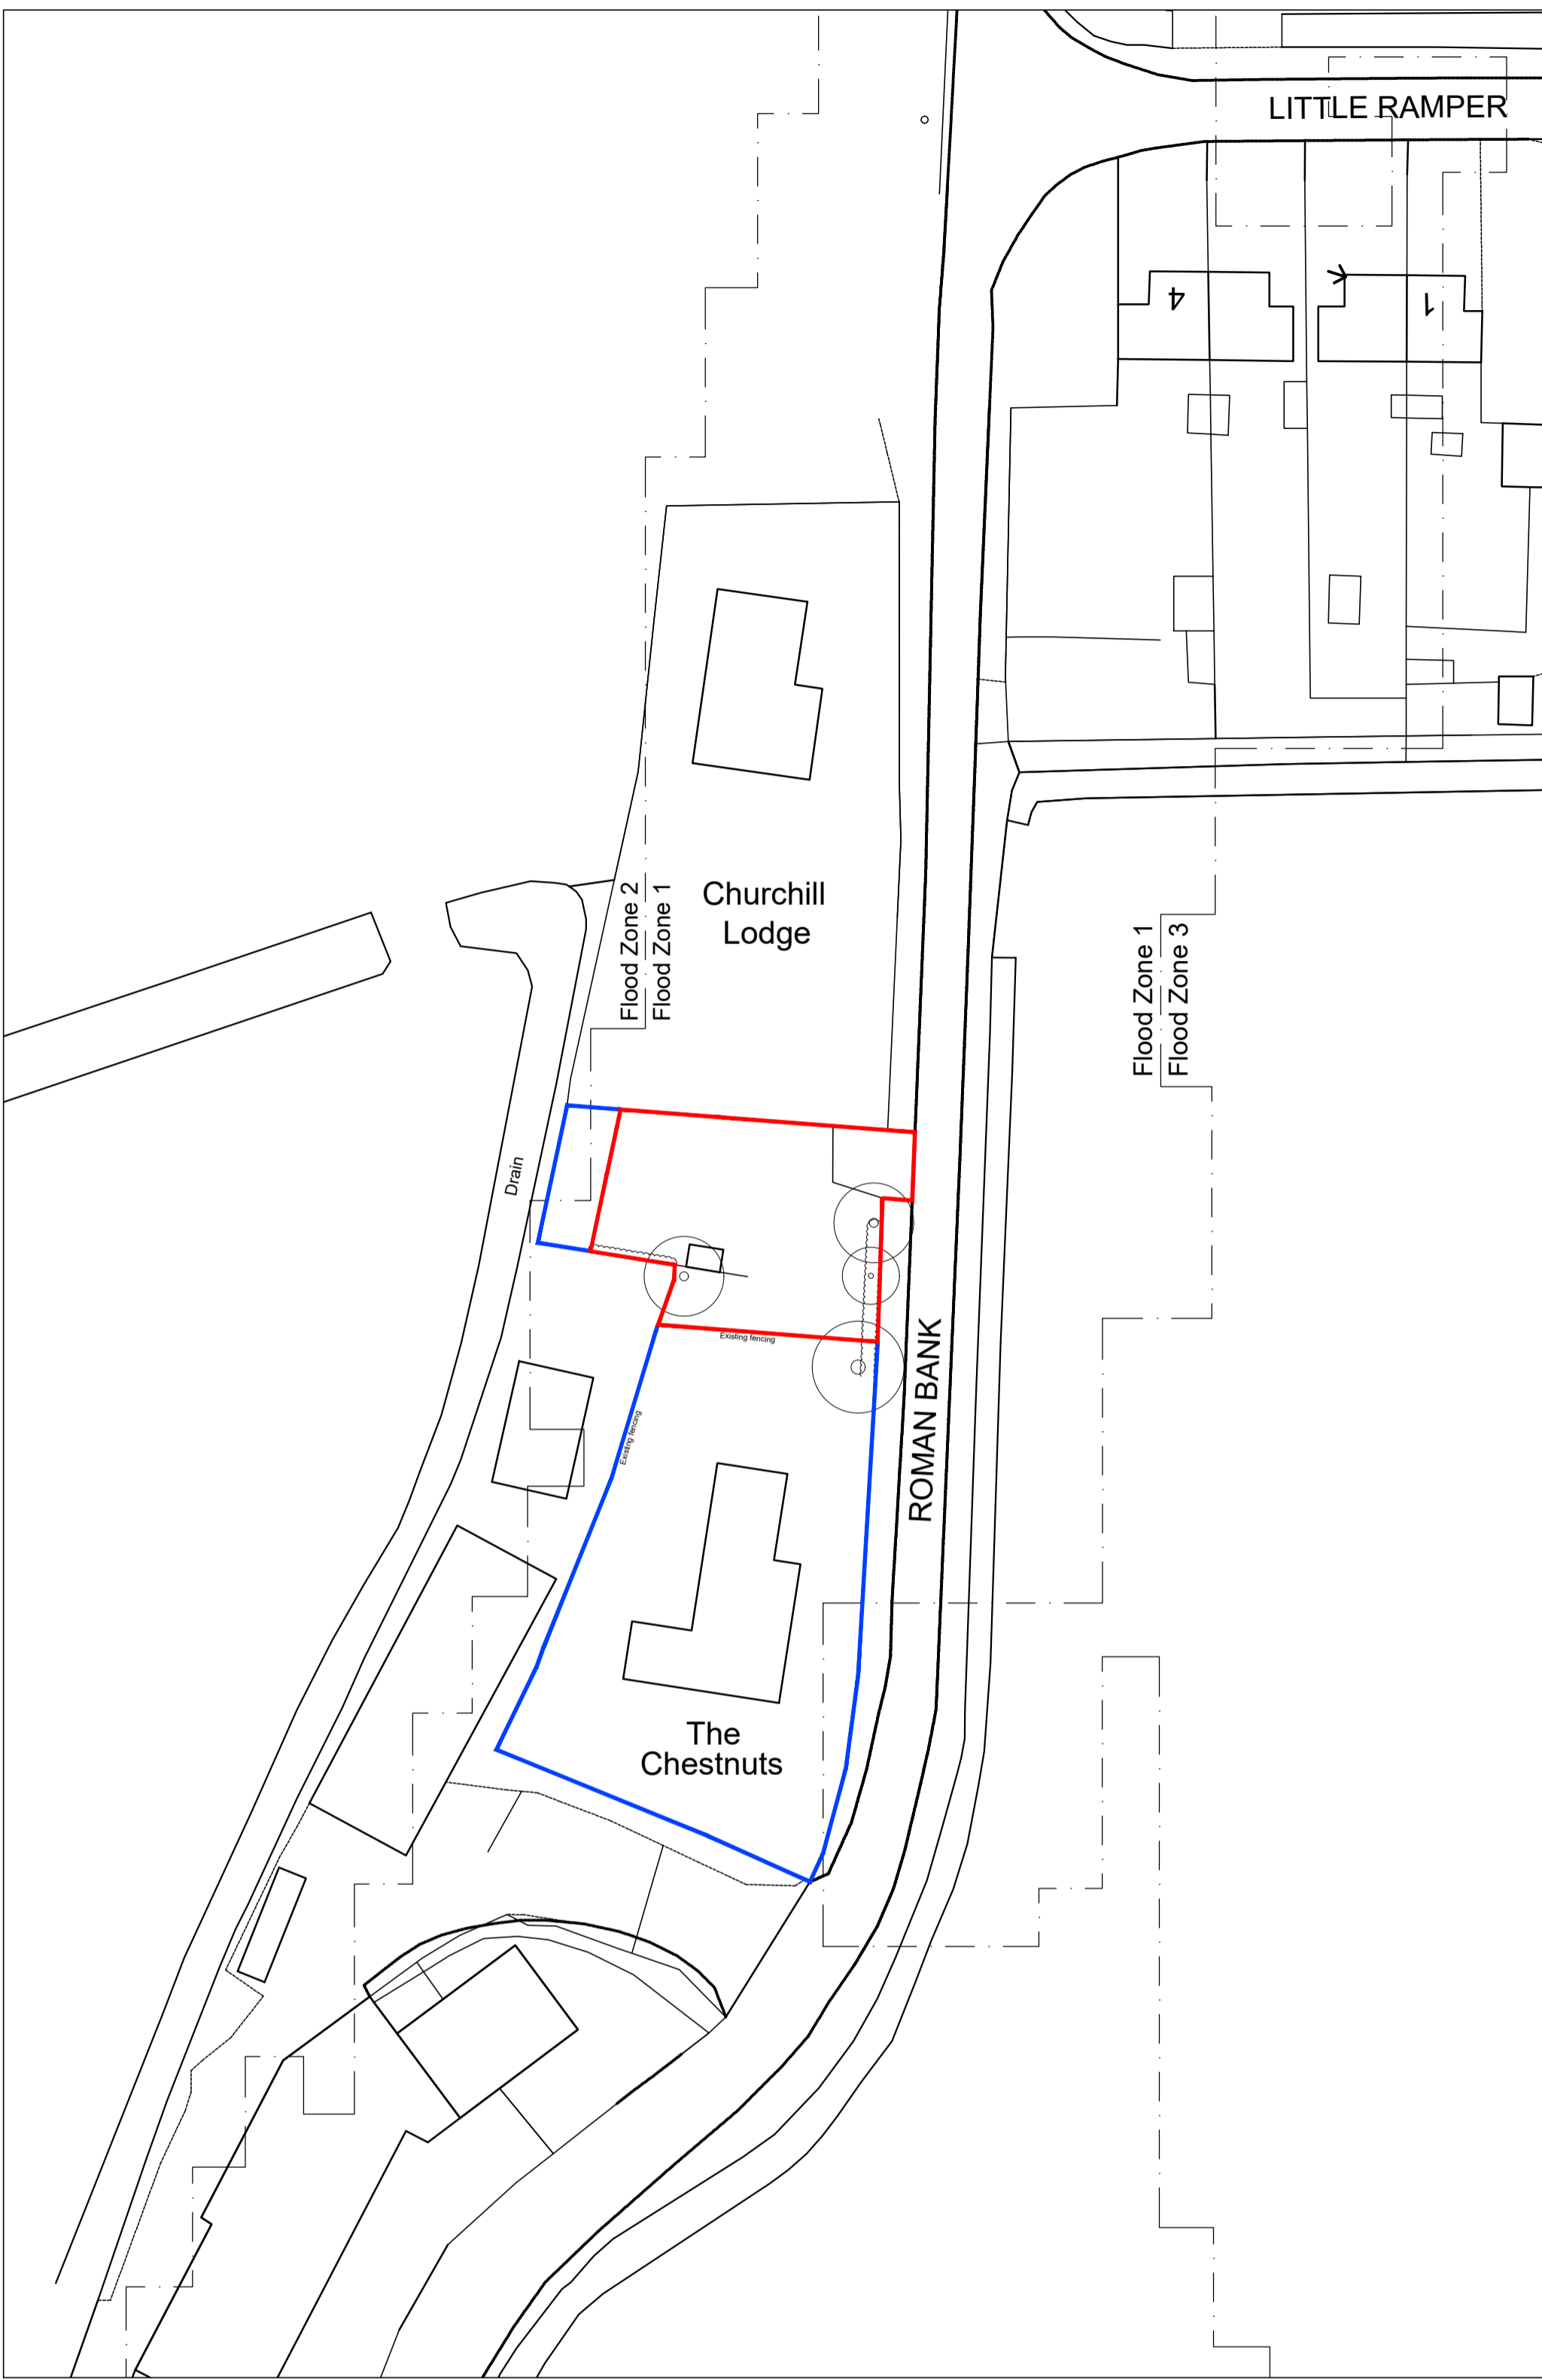 LITTLE RAMPER
4
1
Churchill
Lodge
Flood Zone 2
Flood Zone 1
Flood Zone 1
Flood Zone 3
Drain
Existing fencing
Existing fencing
ROMAN BANK
The
Chestnuts